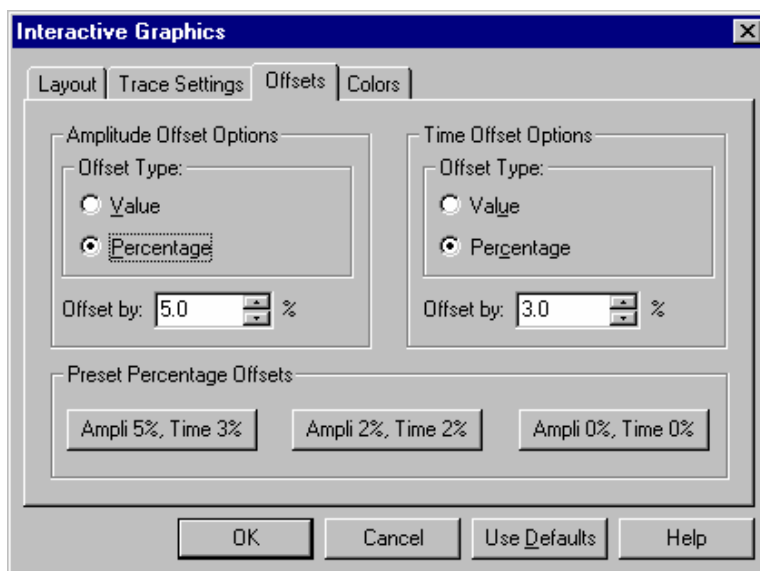 Interactive Graphics
Layout Trace Settings Offsets Colors
Amplitude Offset Options
Offset Type:
Value
Percentage
Offset by: 5.0 %
Time Offset Options
Offset Type:
Value
Percentage
Offset by: 3.0 %
Preset Percentage Offsets
Ampli 5%, Time 3% Ampli 2%, Time 2% Ampli 0%, Time 0%
OK Cancel Use Defaults Help